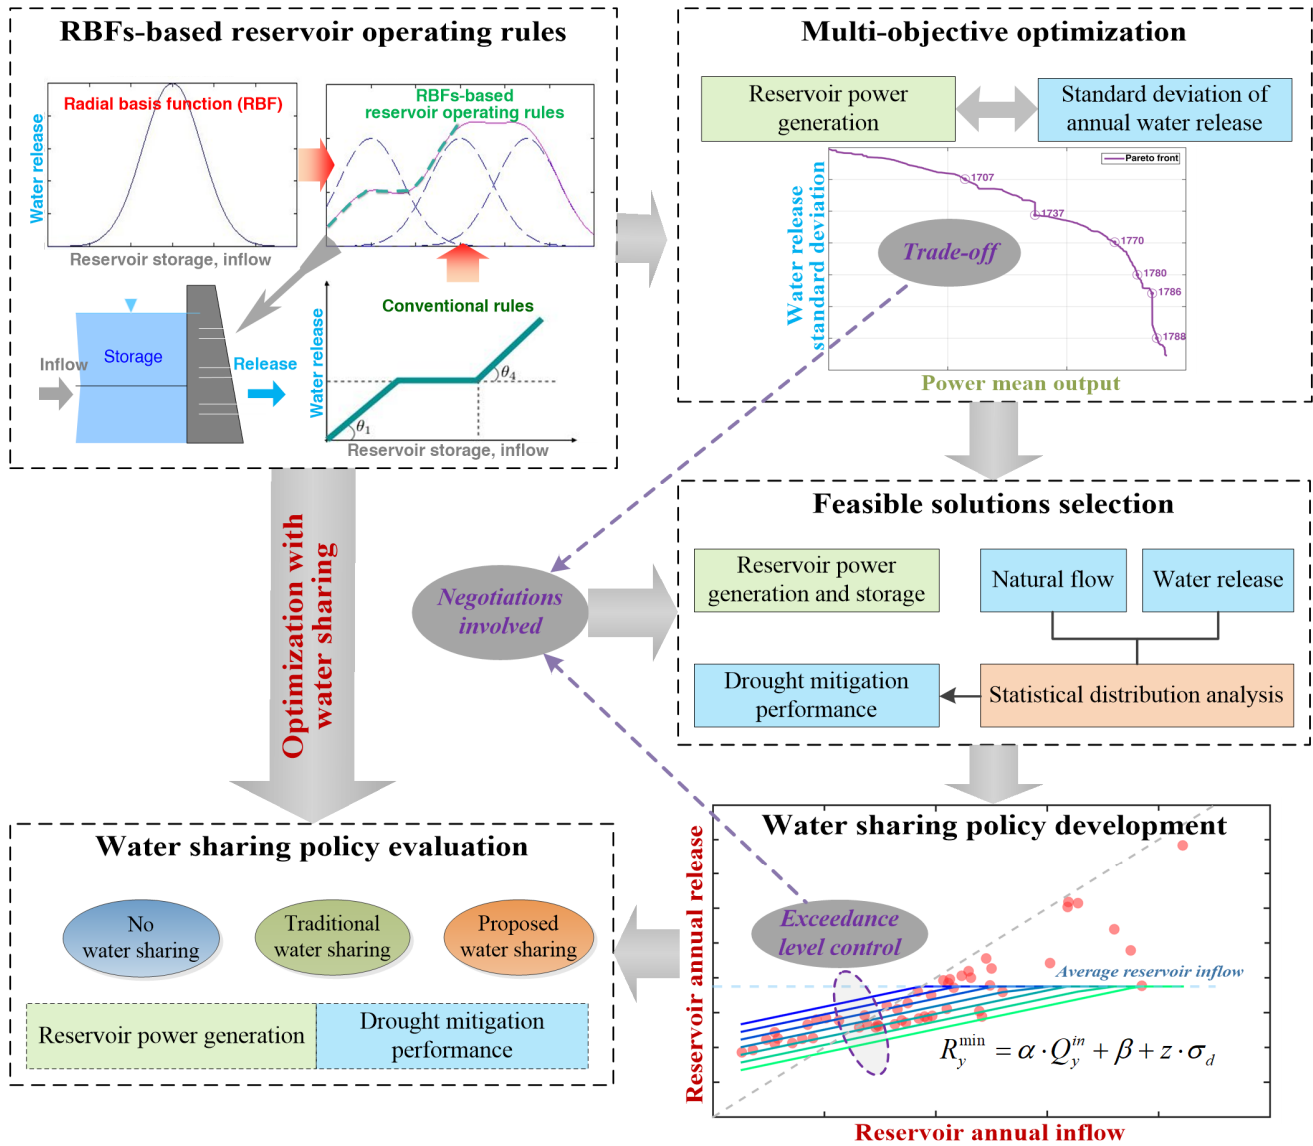 RBFs-based reservoir operating rules
Radial basis function (RBF)
Water release
Reservoir storage, inflow
RBFs-based
reservoir operating rules
Inflow
Storage
Release
Conventional rules
Water release
θ1
θ4
Reservoir storage, inflow
Multi-objective optimization
Reservoir power
generation
Standard deviation of
annual water release
Pareto front
1707
1737
1770
1780
1786
1788
Trade-off
Water release
standard deviation
Power mean output
Optimization with
water sharing
Negotiations
involved
Feasible solutions selection
Reservoir power
generation and storage
Natural flow
Water release
Drought mitigation
performance
Statistical distribution analysis
Water sharing policy evaluation
No
water sharing
Traditional
water sharing
Proposed
water sharing
Reservoir power generation
Drought mitigation
performance
Water sharing policy development
Exceedance
level control
Average reservoir inflow
R_y^min = α · Q_y^in + β + z · σ_d
Reservoir annual release
Reservoir annual inflow